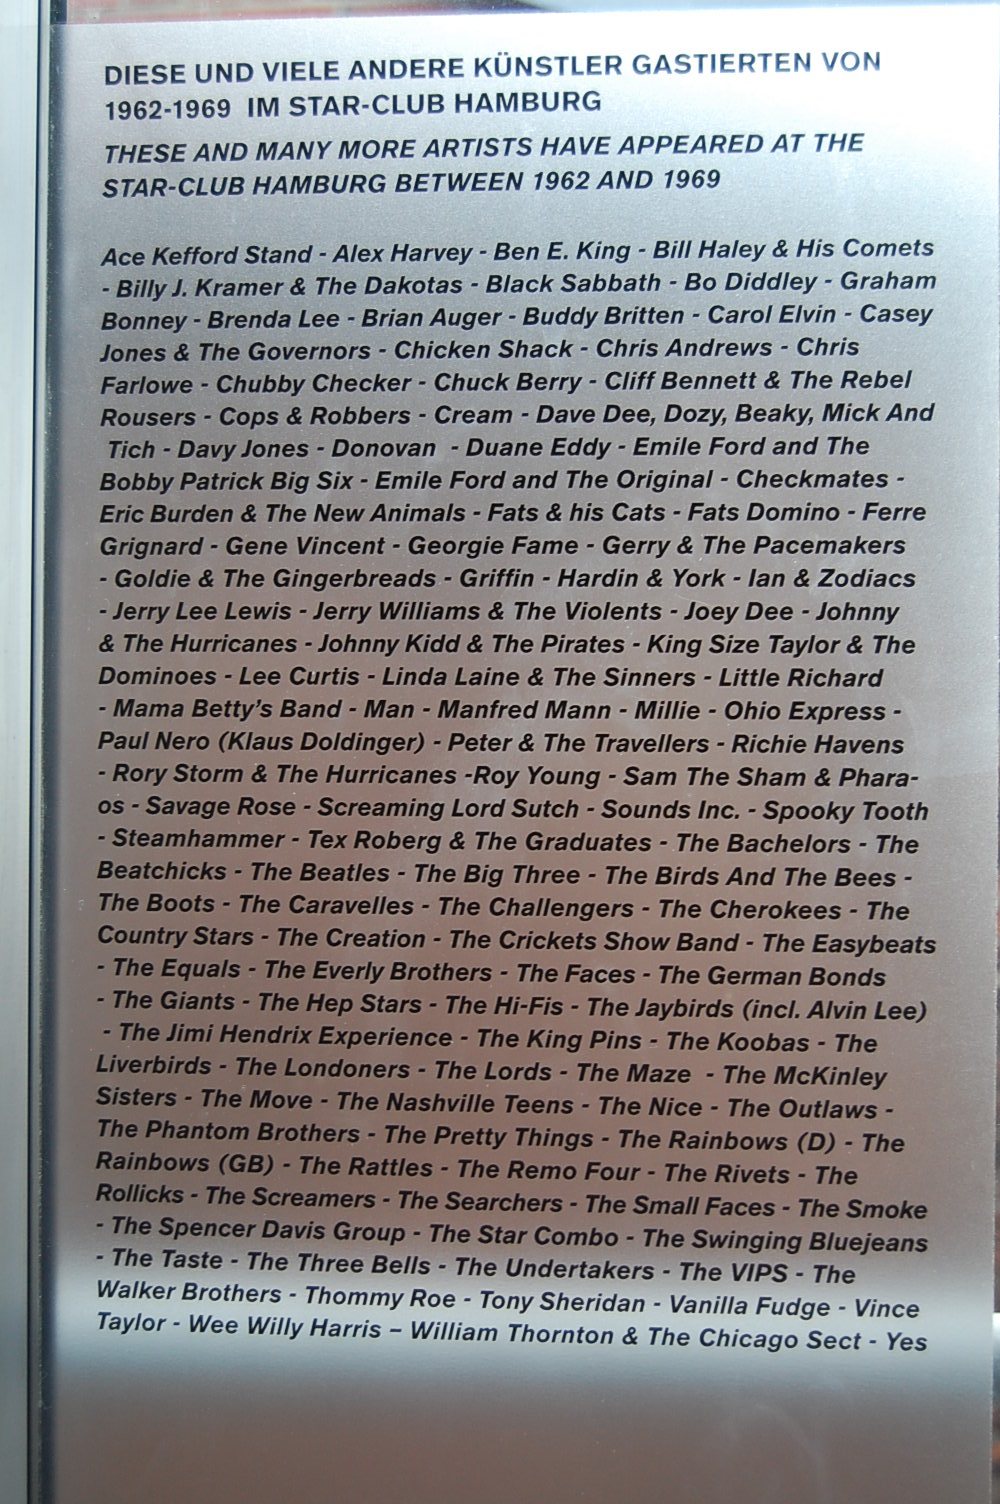 DIESE UND VIELE ANDERE KÜNSTLER GASTIERTEN VON
1962-1969 IM STAR-CLUB HAMBURG
THESE AND MANY MORE ARTISTS HAVE APPEARED AT THE
STAR-CLUB HAMBURG BETWEEN 1962 AND 1969
Ace Kefford Stand - Alex Harvey - Ben E. King - Bill Haley & His Comets
- Billy J. Kramer & The Dakotas - Black Sabbath - Bo Diddley - Graham
Bonney - Brenda Lee - Brian Auger - Buddy Britten - Carol Elvin - Casey
Jones & The Governors - Chicken Shack - Chris Andrews - Chris
Farlowe - Chubby Checker - Chuck Berry - Cliff Bennett & The Rebel
Rousers - Cops & Robbers - Cream - Dave Dee, Dozy, Beaky, Mick And
Tich - Davy Jones - Donovan - Duane Eddy - Emile Ford and The
Bobby Patrick Big Six - Emile Ford and The Original - Checkmates -
Eric Burden & The New Animals - Fats & his Cats - Fats Domino - Ferre
Grignard - Gene Vincent - Georgie Fame - Gerry & The Pacemakers
- Goldie & The Gingerbreads - Griffin - Hardin & York - Ian & Zodiacs
- Jerry Lee Lewis - Jerry Williams & The Violents - Joey Dee - Johnny
& The Hurricanes - Johnny Kidd & The Pirates - King Size Taylor & The
Dominoes - Lee Curtis - Linda Laine & The Sinners - Little Richard
- Mama Betty's Band - Man - Manfred Mann - Millie - Ohio Express -
Paul Nero (Klaus Doldinger) - Peter & The Travellers - Richie Havens
- Rory Storm & The Hurricanes -Roy Young - Sam The Sham & Phara-
os - Savage Rose - Screaming Lord Sutch - Sounds Inc. - Spooky Tooth
- Steamhammer - Tex Roberg & The Graduates - The Bachelors - The
Beatchicks - The Beatles - The Big Three - The Birds And The Bees -
The Boots - The Caravelles - The Challengers - The Cherokees - The
Country Stars - The Creation - The Crickets Show Band - The Easybeats
- The Equals - The Everly Brothers - The Faces - The German Bonds
- The Giants - The Hep Stars - The Hi-Fis - The Jaybirds (incl. Alvin Lee)
- The Jimi Hendrix Experience - The King Pins - The Koobas - The
Liverbirds - The Londoners - The Lords - The Maze - The McKinley
Sisters - The Move - The Nashville Teens - The Nice - The Outlaws -
The Phantom Brothers - The Pretty Things - The Rainbows (D) - The
Rainbows (GB) - The Rattles - The Remo Four - The Rivets - The
Rollicks - The Screamers - The Searchers - The Small Faces - The Smoke
- The Spencer Davis Group - The Star Combo - The Swinging Bluejeans
- The Taste - The Three Bells - The Undertakers - The VIPS - The
Walker Brothers - Thommy Roe - Tony Sheridan - Vanilla Fudge - Vince
Taylor - Wee Willy Harris – William Thornton & The Chicago Sect - Yes